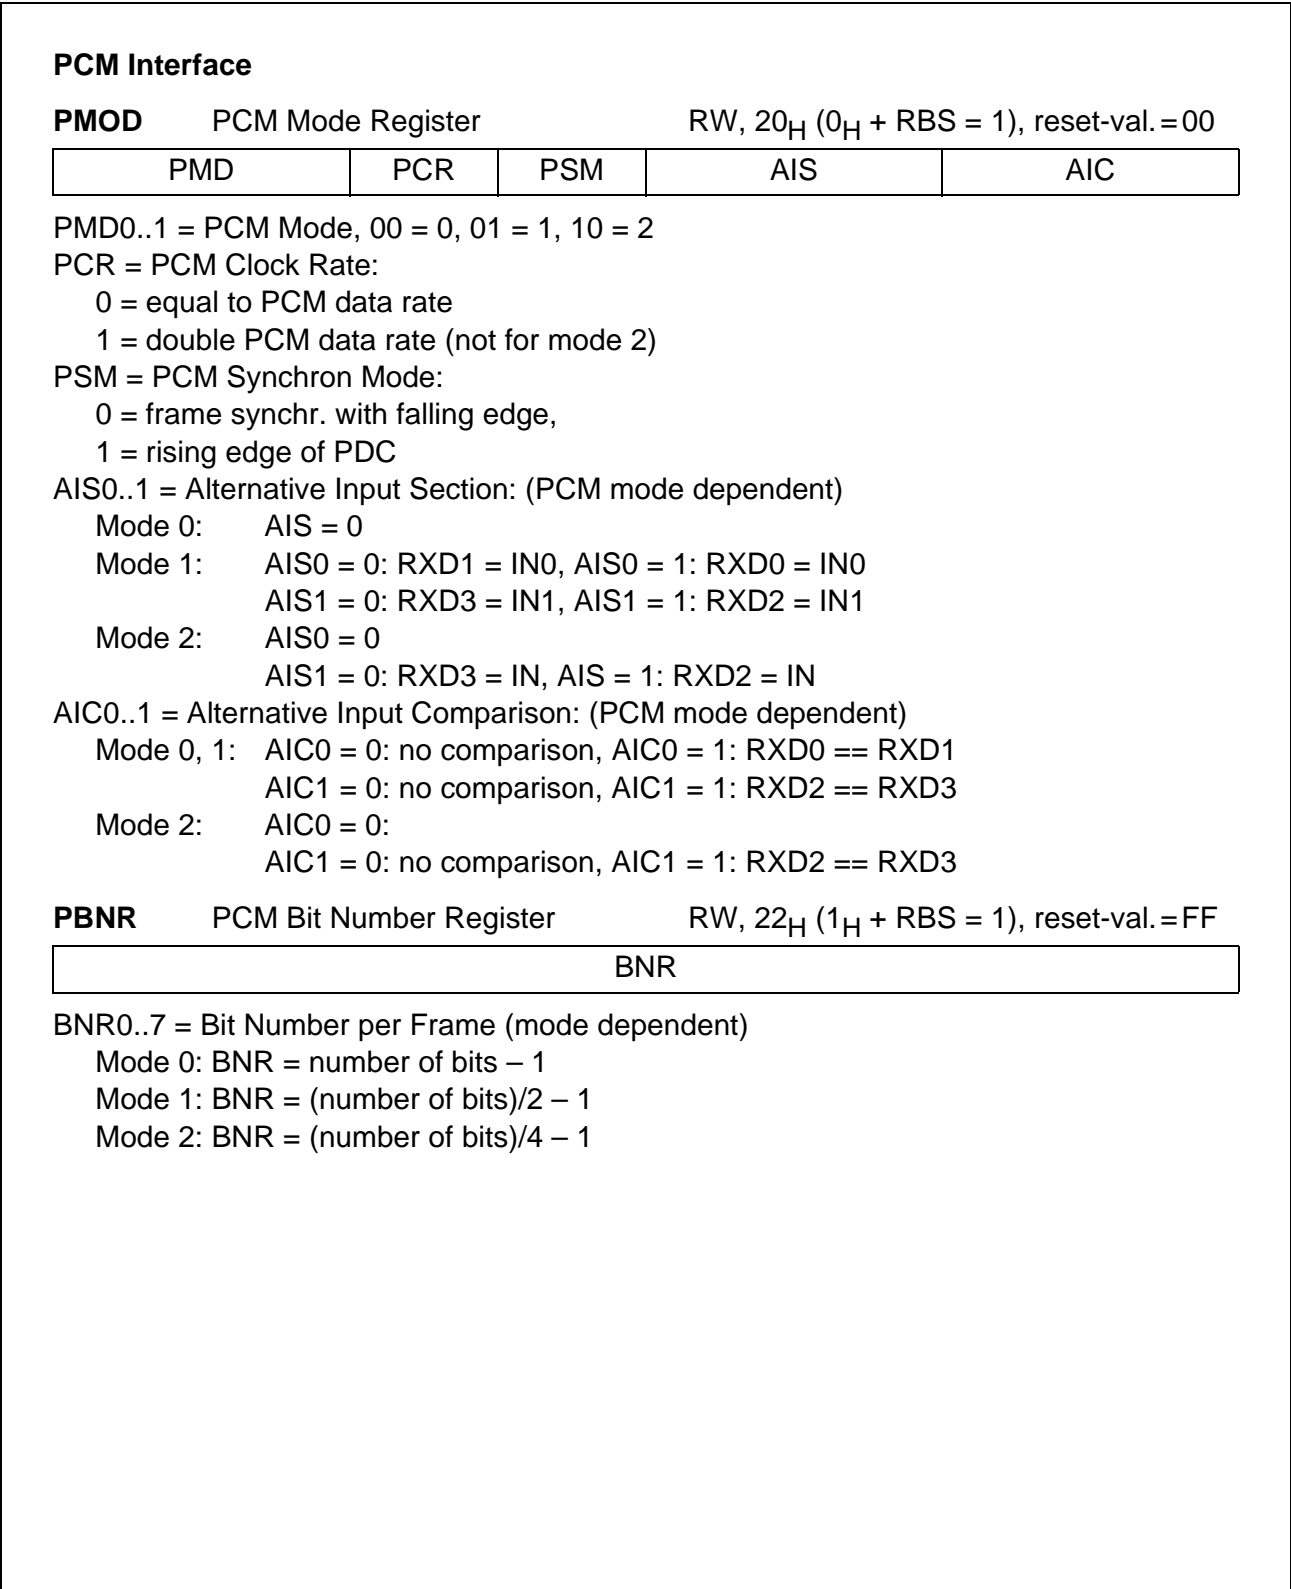 PCM Interface
PMOD PCM Mode Register RW, 20H (0H + RBS = 1), reset-val. = 00
PMD PCR PSM AIS AIC
PMD0..1 = PCM Mode, 00 = 0, 01 = 1, 10 = 2
PCR = PCM Clock Rate:
0 = equal to PCM data rate
1 = double PCM data rate (not for mode 2)
PSM = PCM Synchron Mode:
0 = frame synchr. with falling edge,
1 = rising edge of PDC
AIS0..1 = Alternative Input Section: (PCM mode dependent)
Mode 0: AIS = 0
Mode 1: AIS0 = 0: RXD1 = IN0, AIS0 = 1: RXD0 = IN0
AIS1 = 0: RXD3 = IN1, AIS1 = 1: RXD2 = IN1
Mode 2: AIS0 = 0
AIS1 = 0: RXD3 = IN, AIS = 1: RXD2 = IN
AIC0..1 = Alternative Input Comparison: (PCM mode dependent)
Mode 0, 1: AIC0 = 0: no comparison, AIC0 = 1: RXD0 == RXD1
AIC1 = 0: no comparison, AIC1 = 1: RXD2 == RXD3
Mode 2: AIC0 = 0:
AIC1 = 0: no comparison, AIC1 = 1: RXD2 == RXD3
PBNR PCM Bit Number Register RW, 22H (1H + RBS = 1), reset-val. = FF
BNR
BNR0..7 = Bit Number per Frame (mode dependent)
Mode 0: BNR = number of bits – 1
Mode 1: BNR = (number of bits)/2 – 1
Mode 2: BNR = (number of bits)/4 – 1